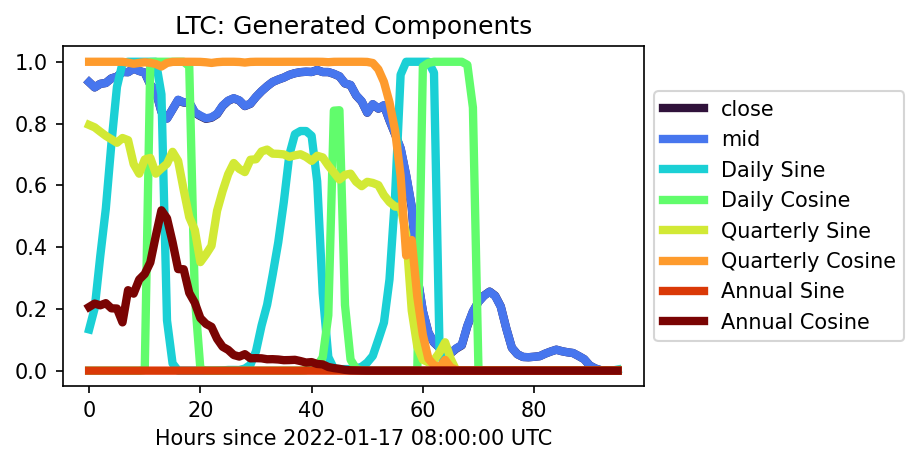 LTC: Generated Components
1.0
0.8
0.6
0.4
0.2
0.0
0
20
40
60
80
Hours since 2022-01-17 08:00:00 UTC
close
mid
Daily Sine
Daily Cosine
Quarterly Sine
Quarterly Cosine
Annual Sine
Annual Cosine